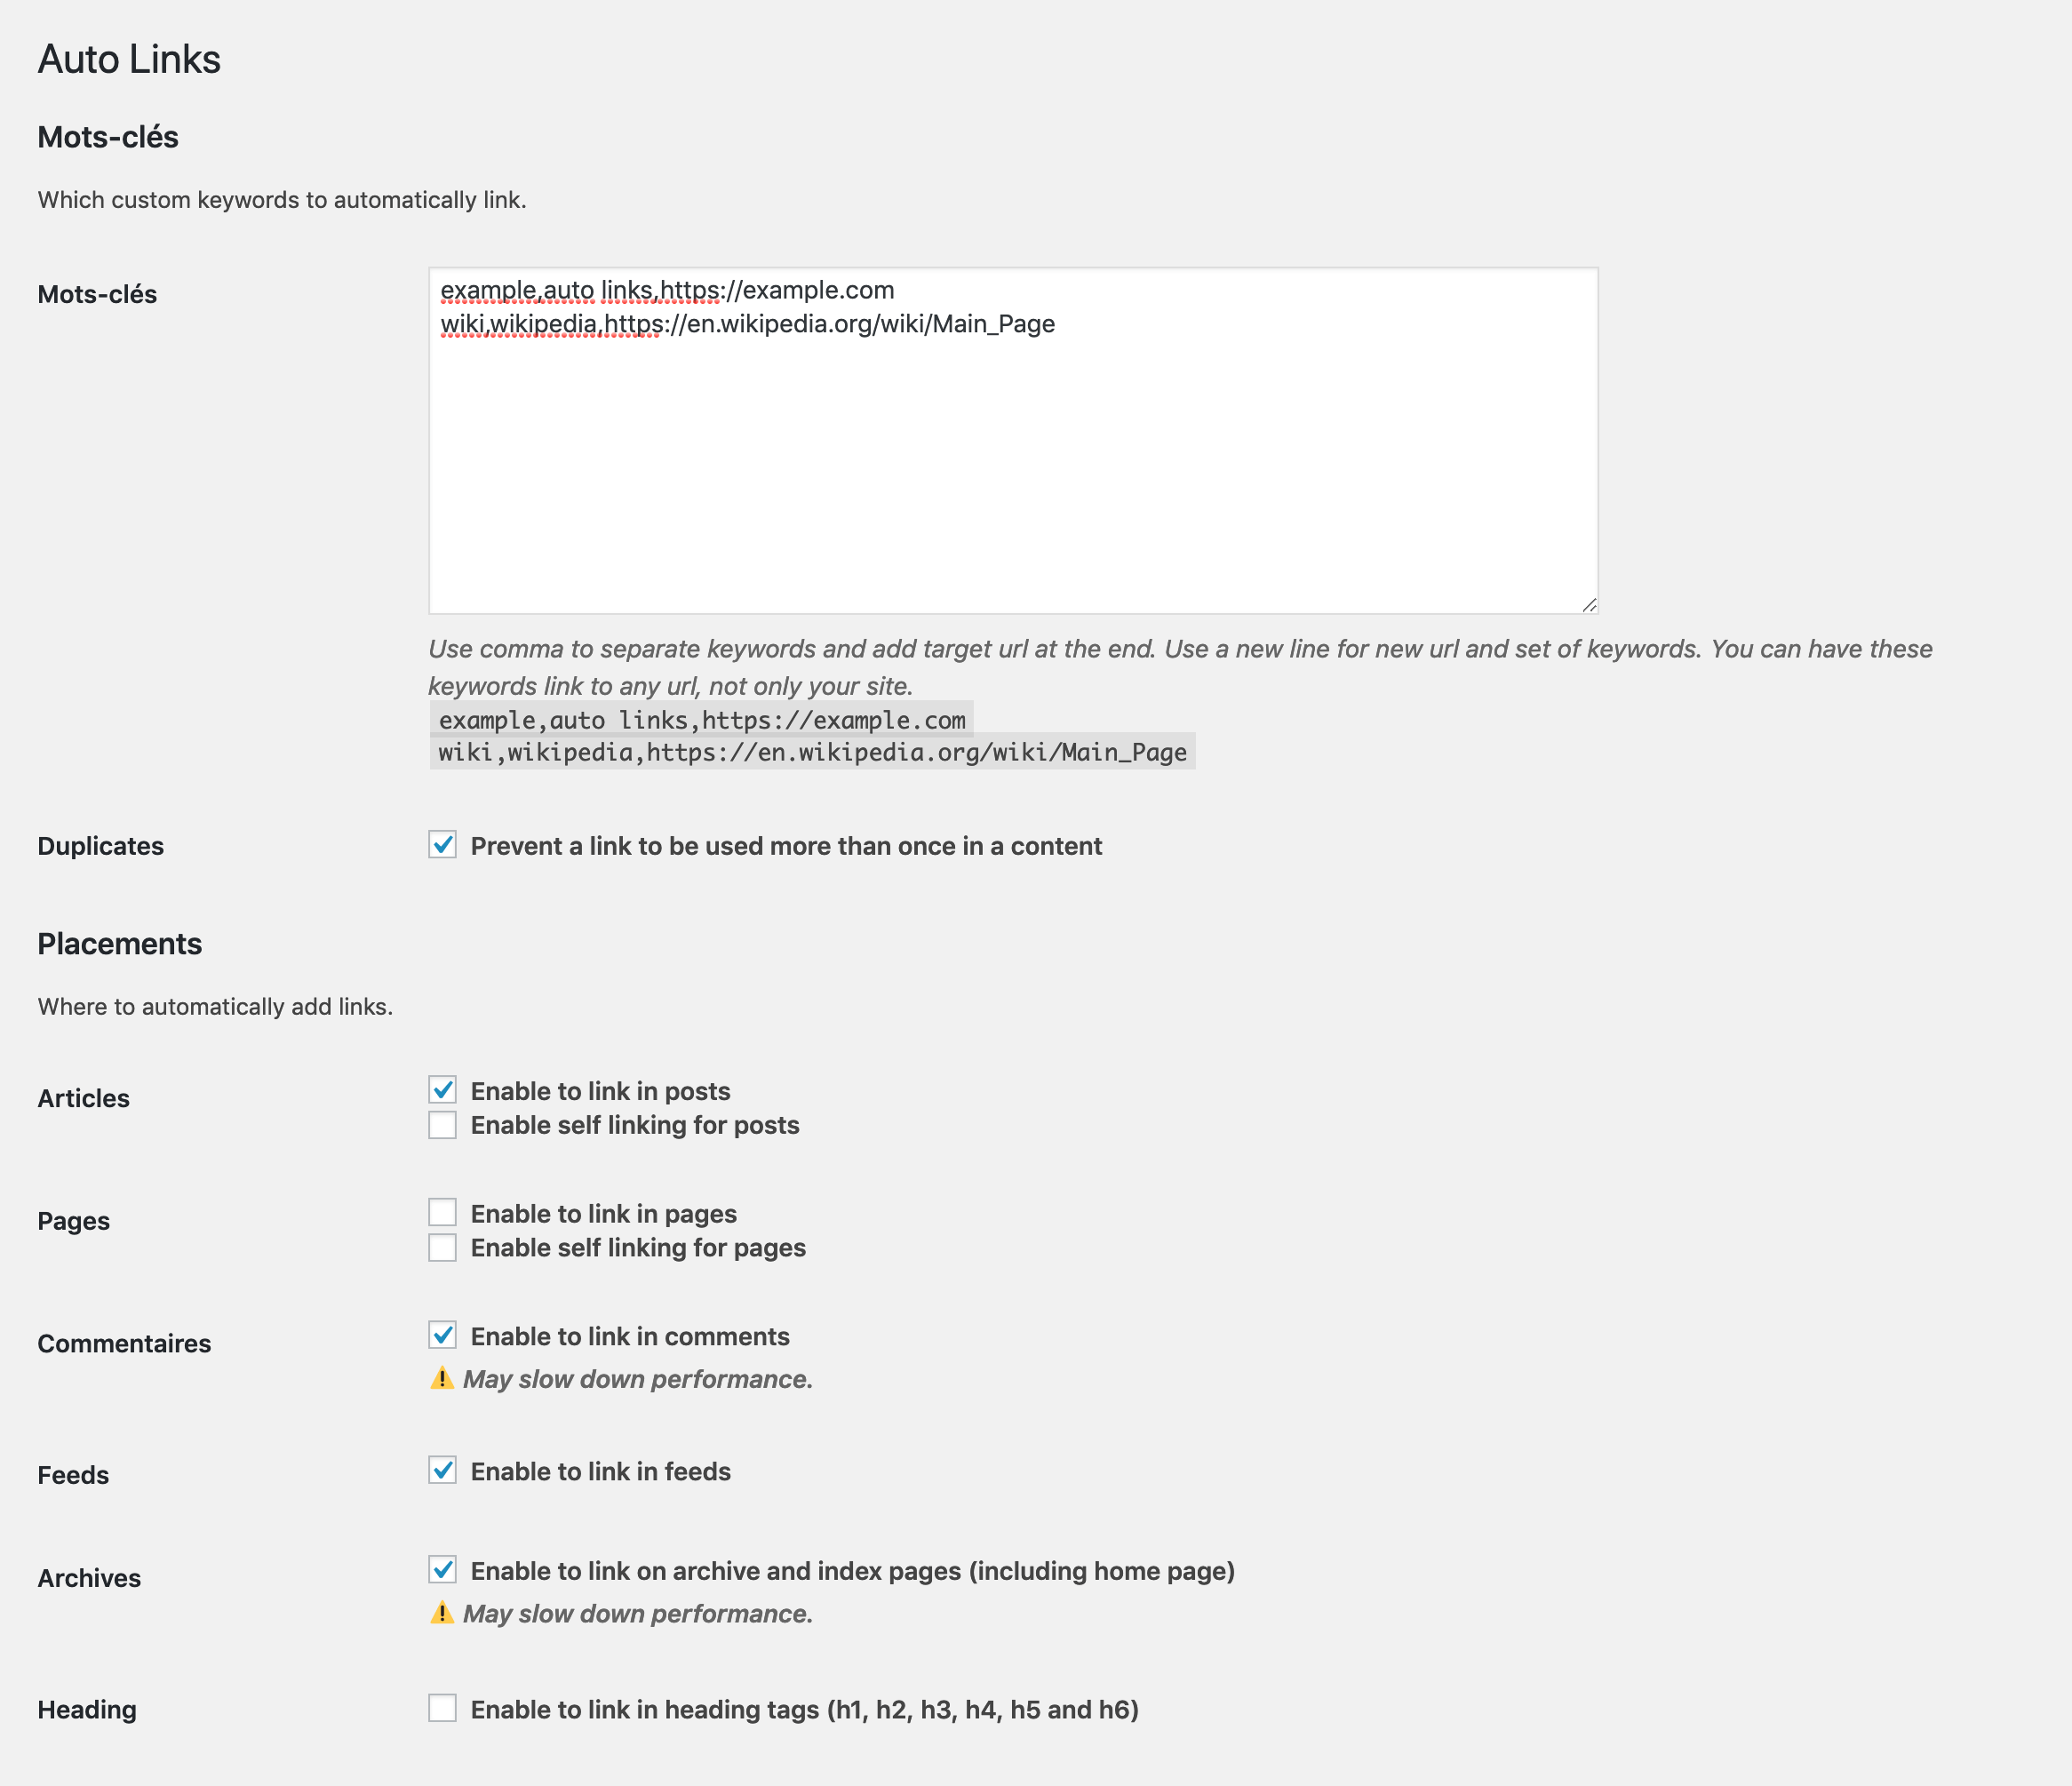 Auto Links
Mots-clés
Which custom keywords to automatically link.
Mots-clés
example,auto links,https://example.com
wiki,wikipedia,https://en.wikipedia.org/wiki/Main_Page
Use comma to separate keywords and add target url at the end. Use a new line for new url and set of keywords. You can have these
keywords link to any url, not only your site.
example,auto links,https://example.com
wiki,wikipedia,https://en.wikipedia.org/wiki/Main_Page
Duplicates
Prevent a link to be used more than once in a content
Placements
Where to automatically add links.
Articles
Enable to link in posts
Enable self linking for posts
Pages
Enable to link in pages
Enable self linking for pages
Commentaires
Enable to link in comments
May slow down performance.
Feeds
Enable to link in feeds
Archives
Enable to link on archive and index pages (including home page)
May slow down performance.
Heading
Enable to link in heading tags (h1, h2, h3, h4, h5 and h6)